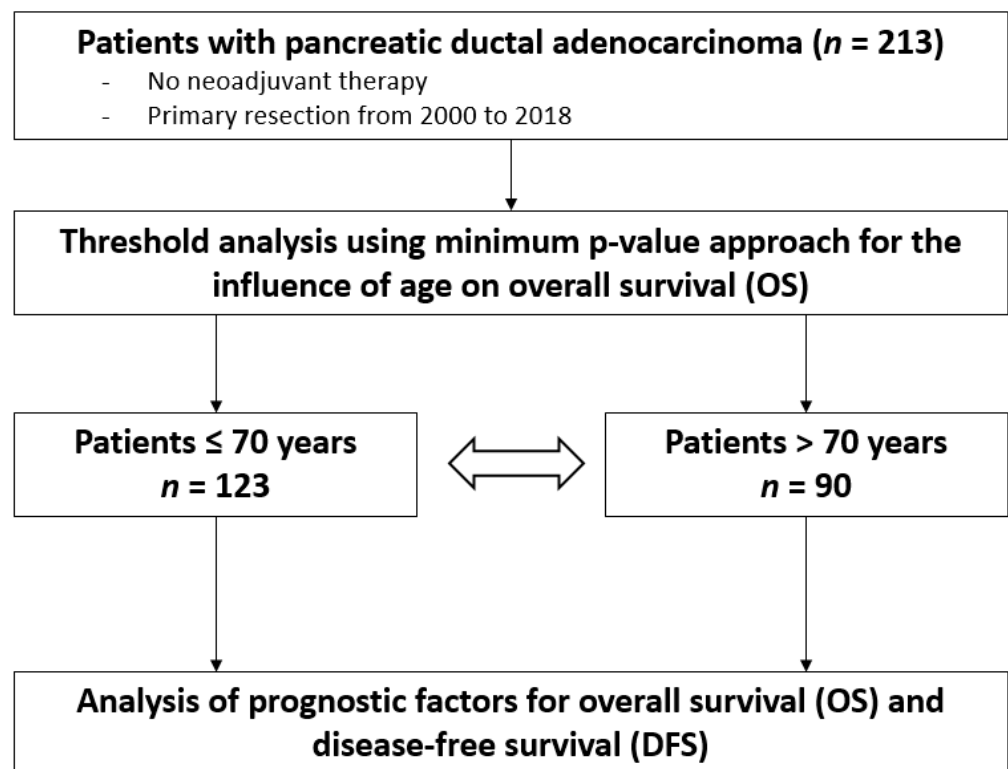 Patients with pancreatic ductal adenocarcinoma (n = 213)
- No neoadjuvant therapy
- Primary resection from 2000 to 2018
Threshold analysis using minimum p-value approach for the
influence of age on overall survival (OS)
Patients ≤ 70 years
n = 123
Patients > 70 years
n = 90
Analysis of prognostic factors for overall survival (OS) and
disease-free survival (DFS)